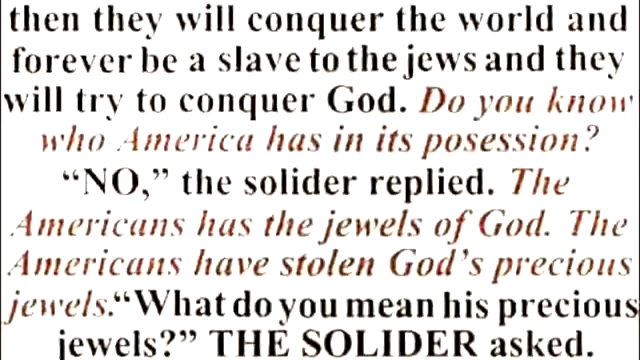 then they will conquer the world and
forever be a slave to the jews and they
will try to conquer God. Do you know
who America has in its posession?
“NO,” the solider replied. The
Americans has the jewels of God. The
Americans have stolen God’s precious
jewels.“What do you mean his precious
jewels?” THE SOLIDER asked.